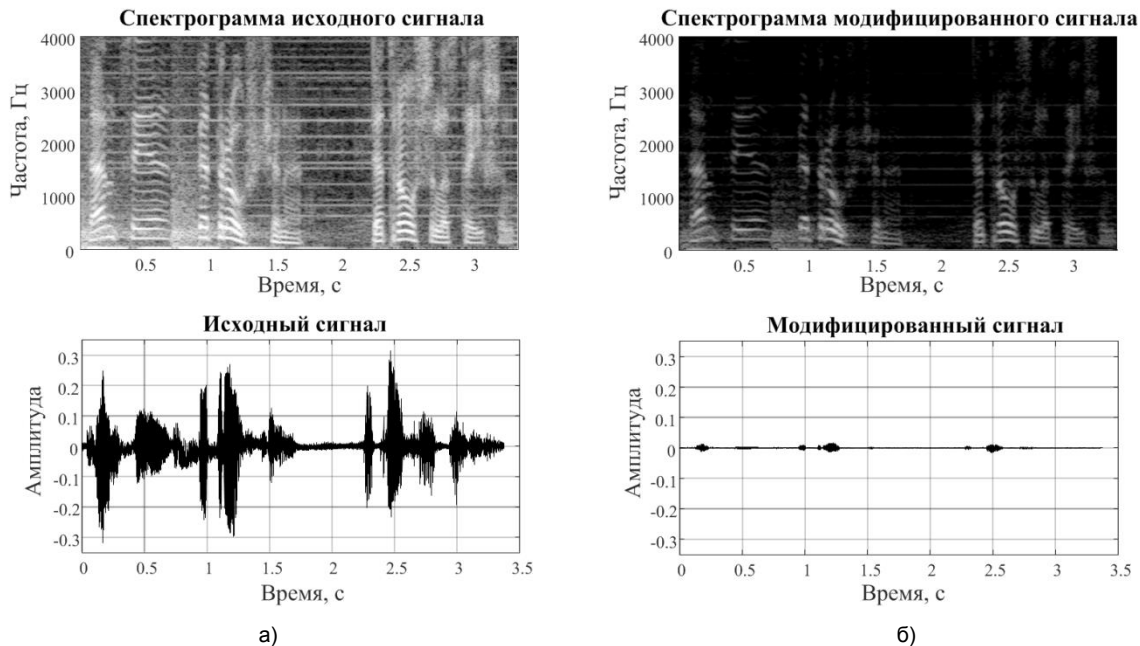 Спектрограмма исходного сигнала
4000
3000
2000
1000
0
Частота, Гц
0.5 1 1.5 2 2.5 3
Время, с
Исходный сигнал
0.3
0.2
0.1
0
-0.1
-0.2
-0.3
Амплитуда
0 0.5 1 1.5 2 2.5 3 3.5
Время, с
а)
Спектрограмма модифицированного сигнала
4000
3000
2000
1000
0
Частота, Гц
0.5 1 1.5 2 2.5 3
Время, с
Модифицированный сигнал
0.3
0.2
0.1
0
-0.1
-0.2
-0.3
Амплитуда
0 0.5 1 1.5 2 2.5 3 3.5
Время, с
б)